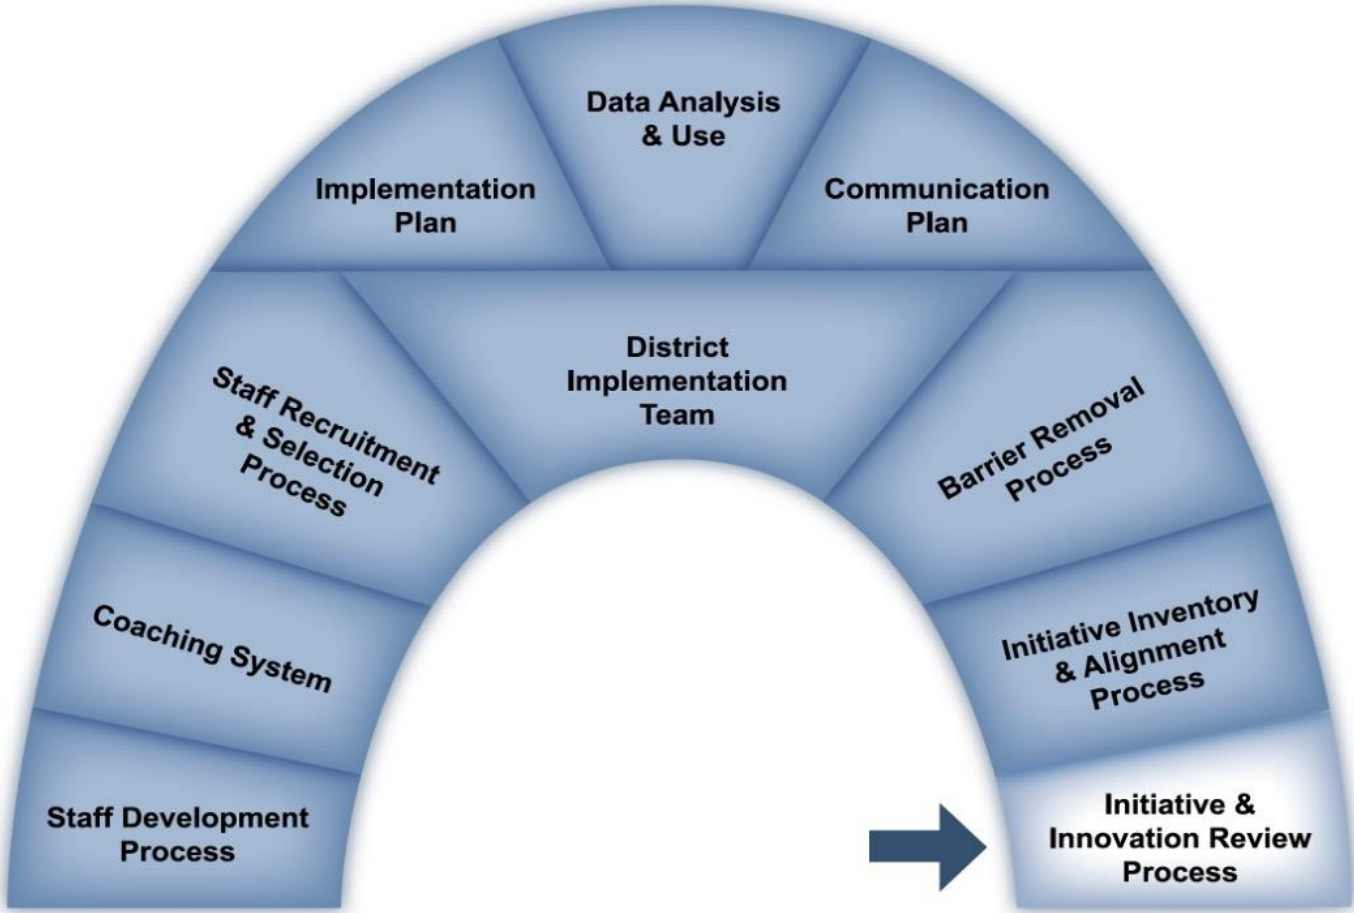 Data Analysis
& Use
Implementation
Plan
Communication
Plan
District
Implementation
Team
Staff Recruitment
& Selection
Process
Barrier Removal
Process
Coaching System
Initiative Inventory
& Alignment
Process
Staff Development
Process
Initiative &
Innovation Review
Process